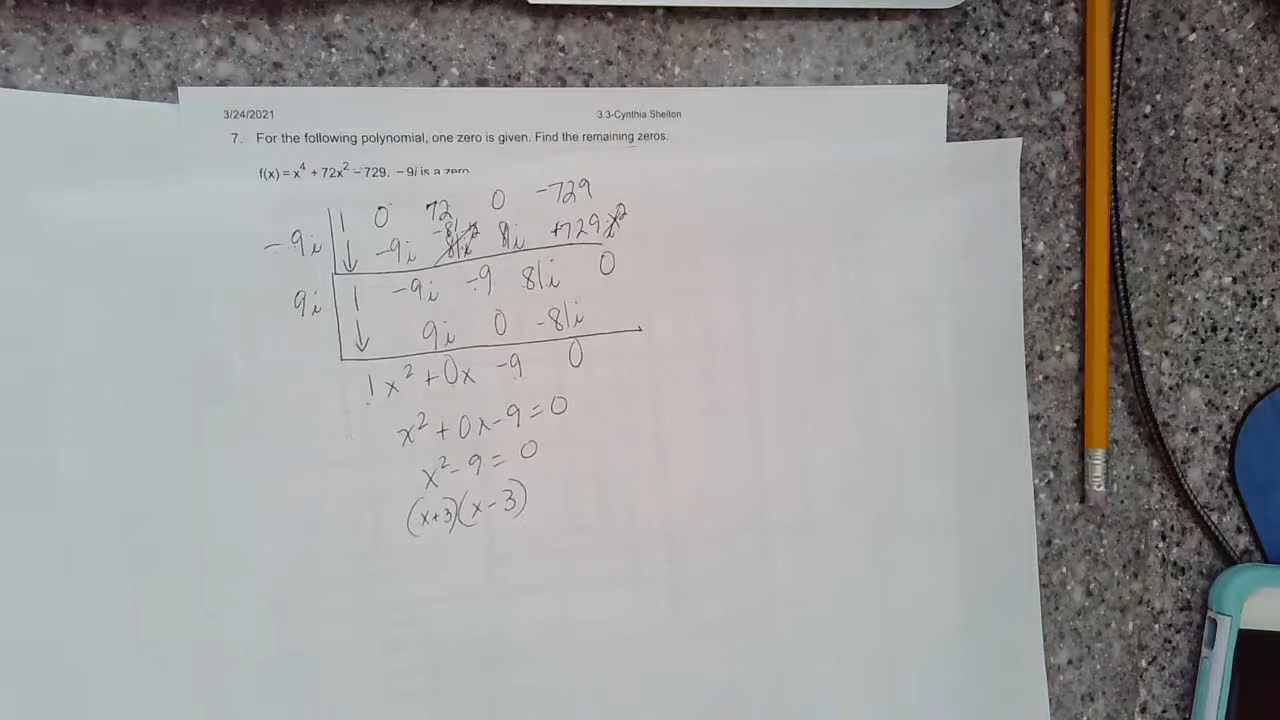 3/24/2021 3.3-Cynthia Shelton
7. For the following polynomial, one zero is given. Find the remaining zeros.
f(x) = x⁴ + 72x² − 729. − 9i is a zero
1 0 72 0 -729
-9i ↓ -9i -81 81i +729
9i 1 -9i -9 81i 0
↓ 9i 0 -81i
1x² + 0x -9 0
x² + 0x - 9 = 0
x² - 9 = 0
(x+3)(x-3)